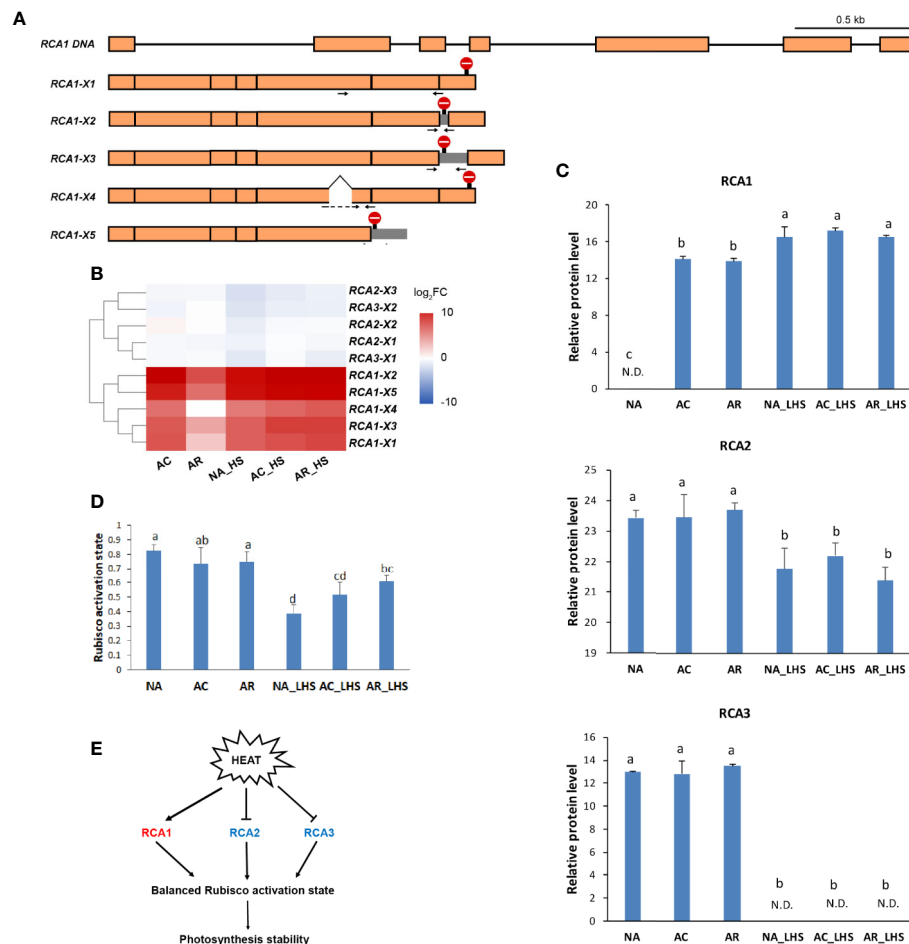 A
0.5 kb
RCA1 DNA
RCA1-X1
RCA1-X2
RCA1-X3
RCA1-X4
RCA1-X5
B
RCA2-X3
RCA3-X2
RCA2-X2
RCA2-X1
RCA3-X1
RCA1-X2
RCA1-X5
RCA1-X4
RCA1-X3
RCA1-X1
AC
AR
NA_HS
AC_HS
AR_HS
log₂FC
10
0
-10
C
RCA1
Relative protein level
20
16
12
8
4
0
c
N.D.
b
b
a
a
a
NA
AC
AR
NA_LHS
AC_LHS
AR_LHS
RCA2
Relative protein level
25
24
23
22
21
20
19
a
a
a
b
b
b
NA
AC
AR
NA_LHS
AC_LHS
AR_LHS
RCA3
Relative protein level
16
14
12
10
8
6
4
2
0
a
a
a
b
N.D.
b
N.D.
b
N.D.
NA
AC
AR
NA_LHS
AC_LHS
AR_LHS
D
Rubisco activation state
1
0.9
0.8
0.7
0.6
0.5
0.4
0.3
0.2
0.1
0
a
ab
a
d
cd
bc
NA
AC
AR
NA_LHS
AC_LHS
AR_LHS
E
HEAT
RCA1
RCA2
RCA3
Balanced Rubisco activation state
Photosynthesis stability